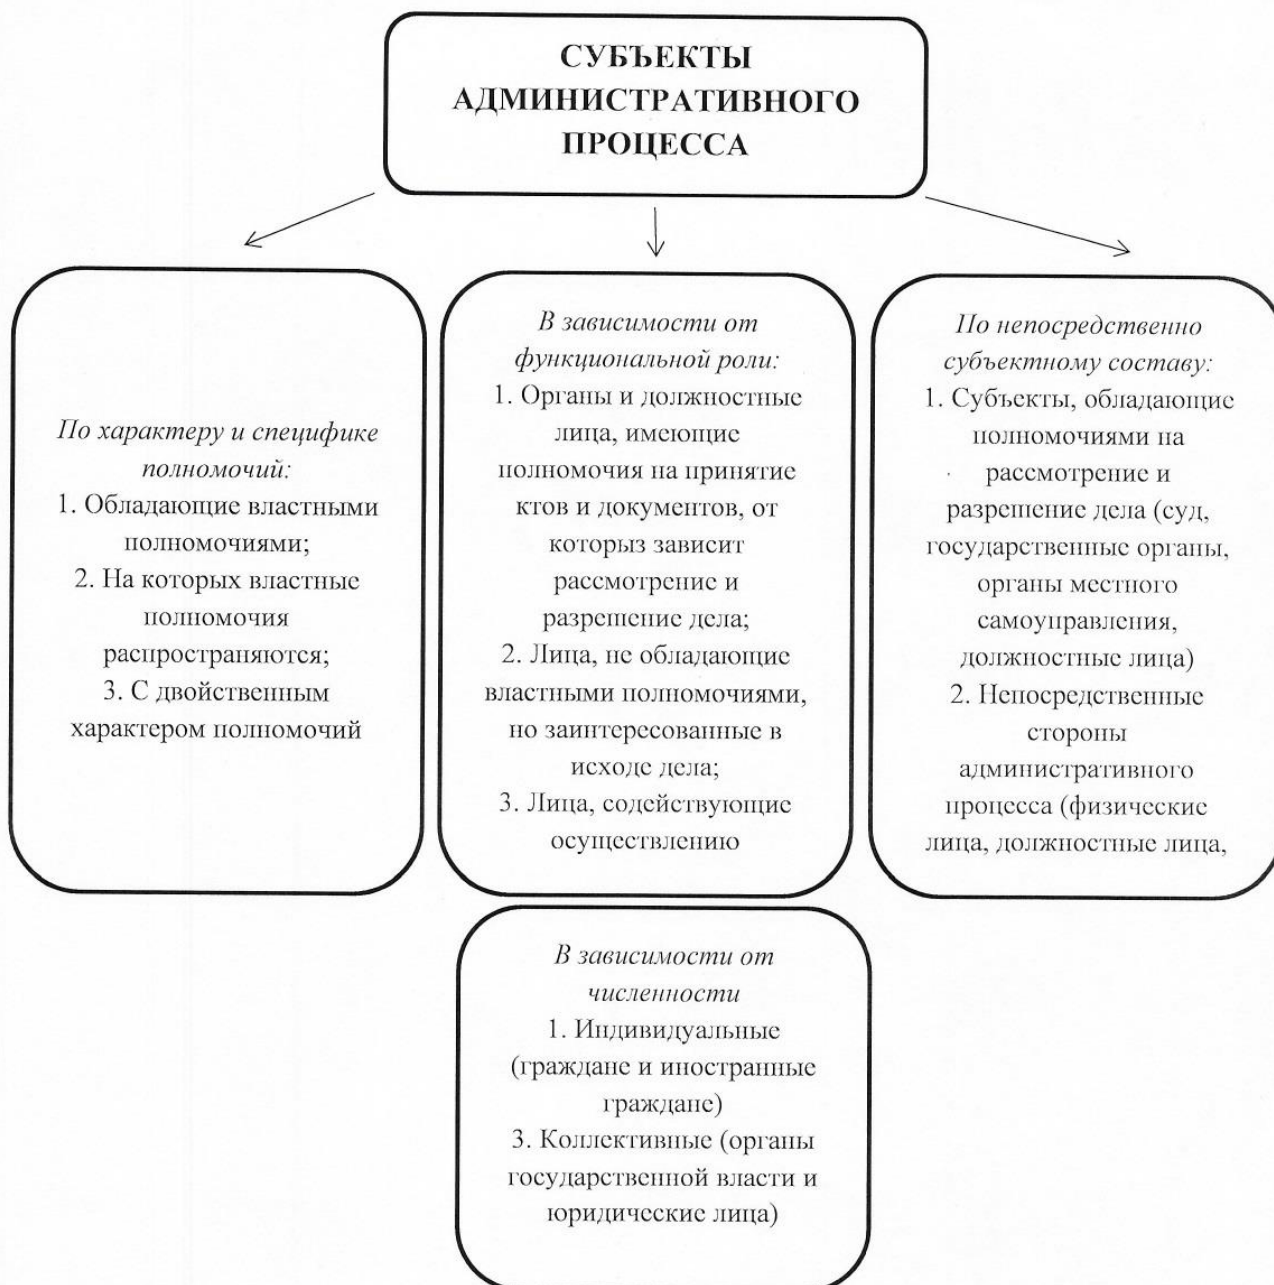 СУБЪЕКТЫ
АДМИНИСТРАТИВНОГО
ПРОЦЕССА
По характеру и специфике
полномочий:
1. Обладающие властными
полномочиями;
2. На которых властные
полномочия
распространяются;
3. С двойственным
характером полномочий
В зависимости от
функциональной роли:
1. Органы и должностные
лица, имеющие
полномочия на принятие
ктов и документов, от
которыз зависит
рассмотрение и
разрешение дела;
2. Лица, не обладающие
властными полномочиями,
но заинтересованные в
исходе дела;
3. Лица, содействующие
осуществлению
По непосредственно
субъектному составу:
1. Субъекты, обладающие
полномочиями на
рассмотрение и
разрешение дела (суд,
государственные органы,
органы местного
самоуправления,
должностные лица)
2. Непосредственные
стороны
административного
процесса (физические
лица, должностные лица,
В зависимости от
численности
1. Индивидуальные
(граждане и иностранные
граждане)
3. Коллективные (органы
государственной власти и
юридические лица)